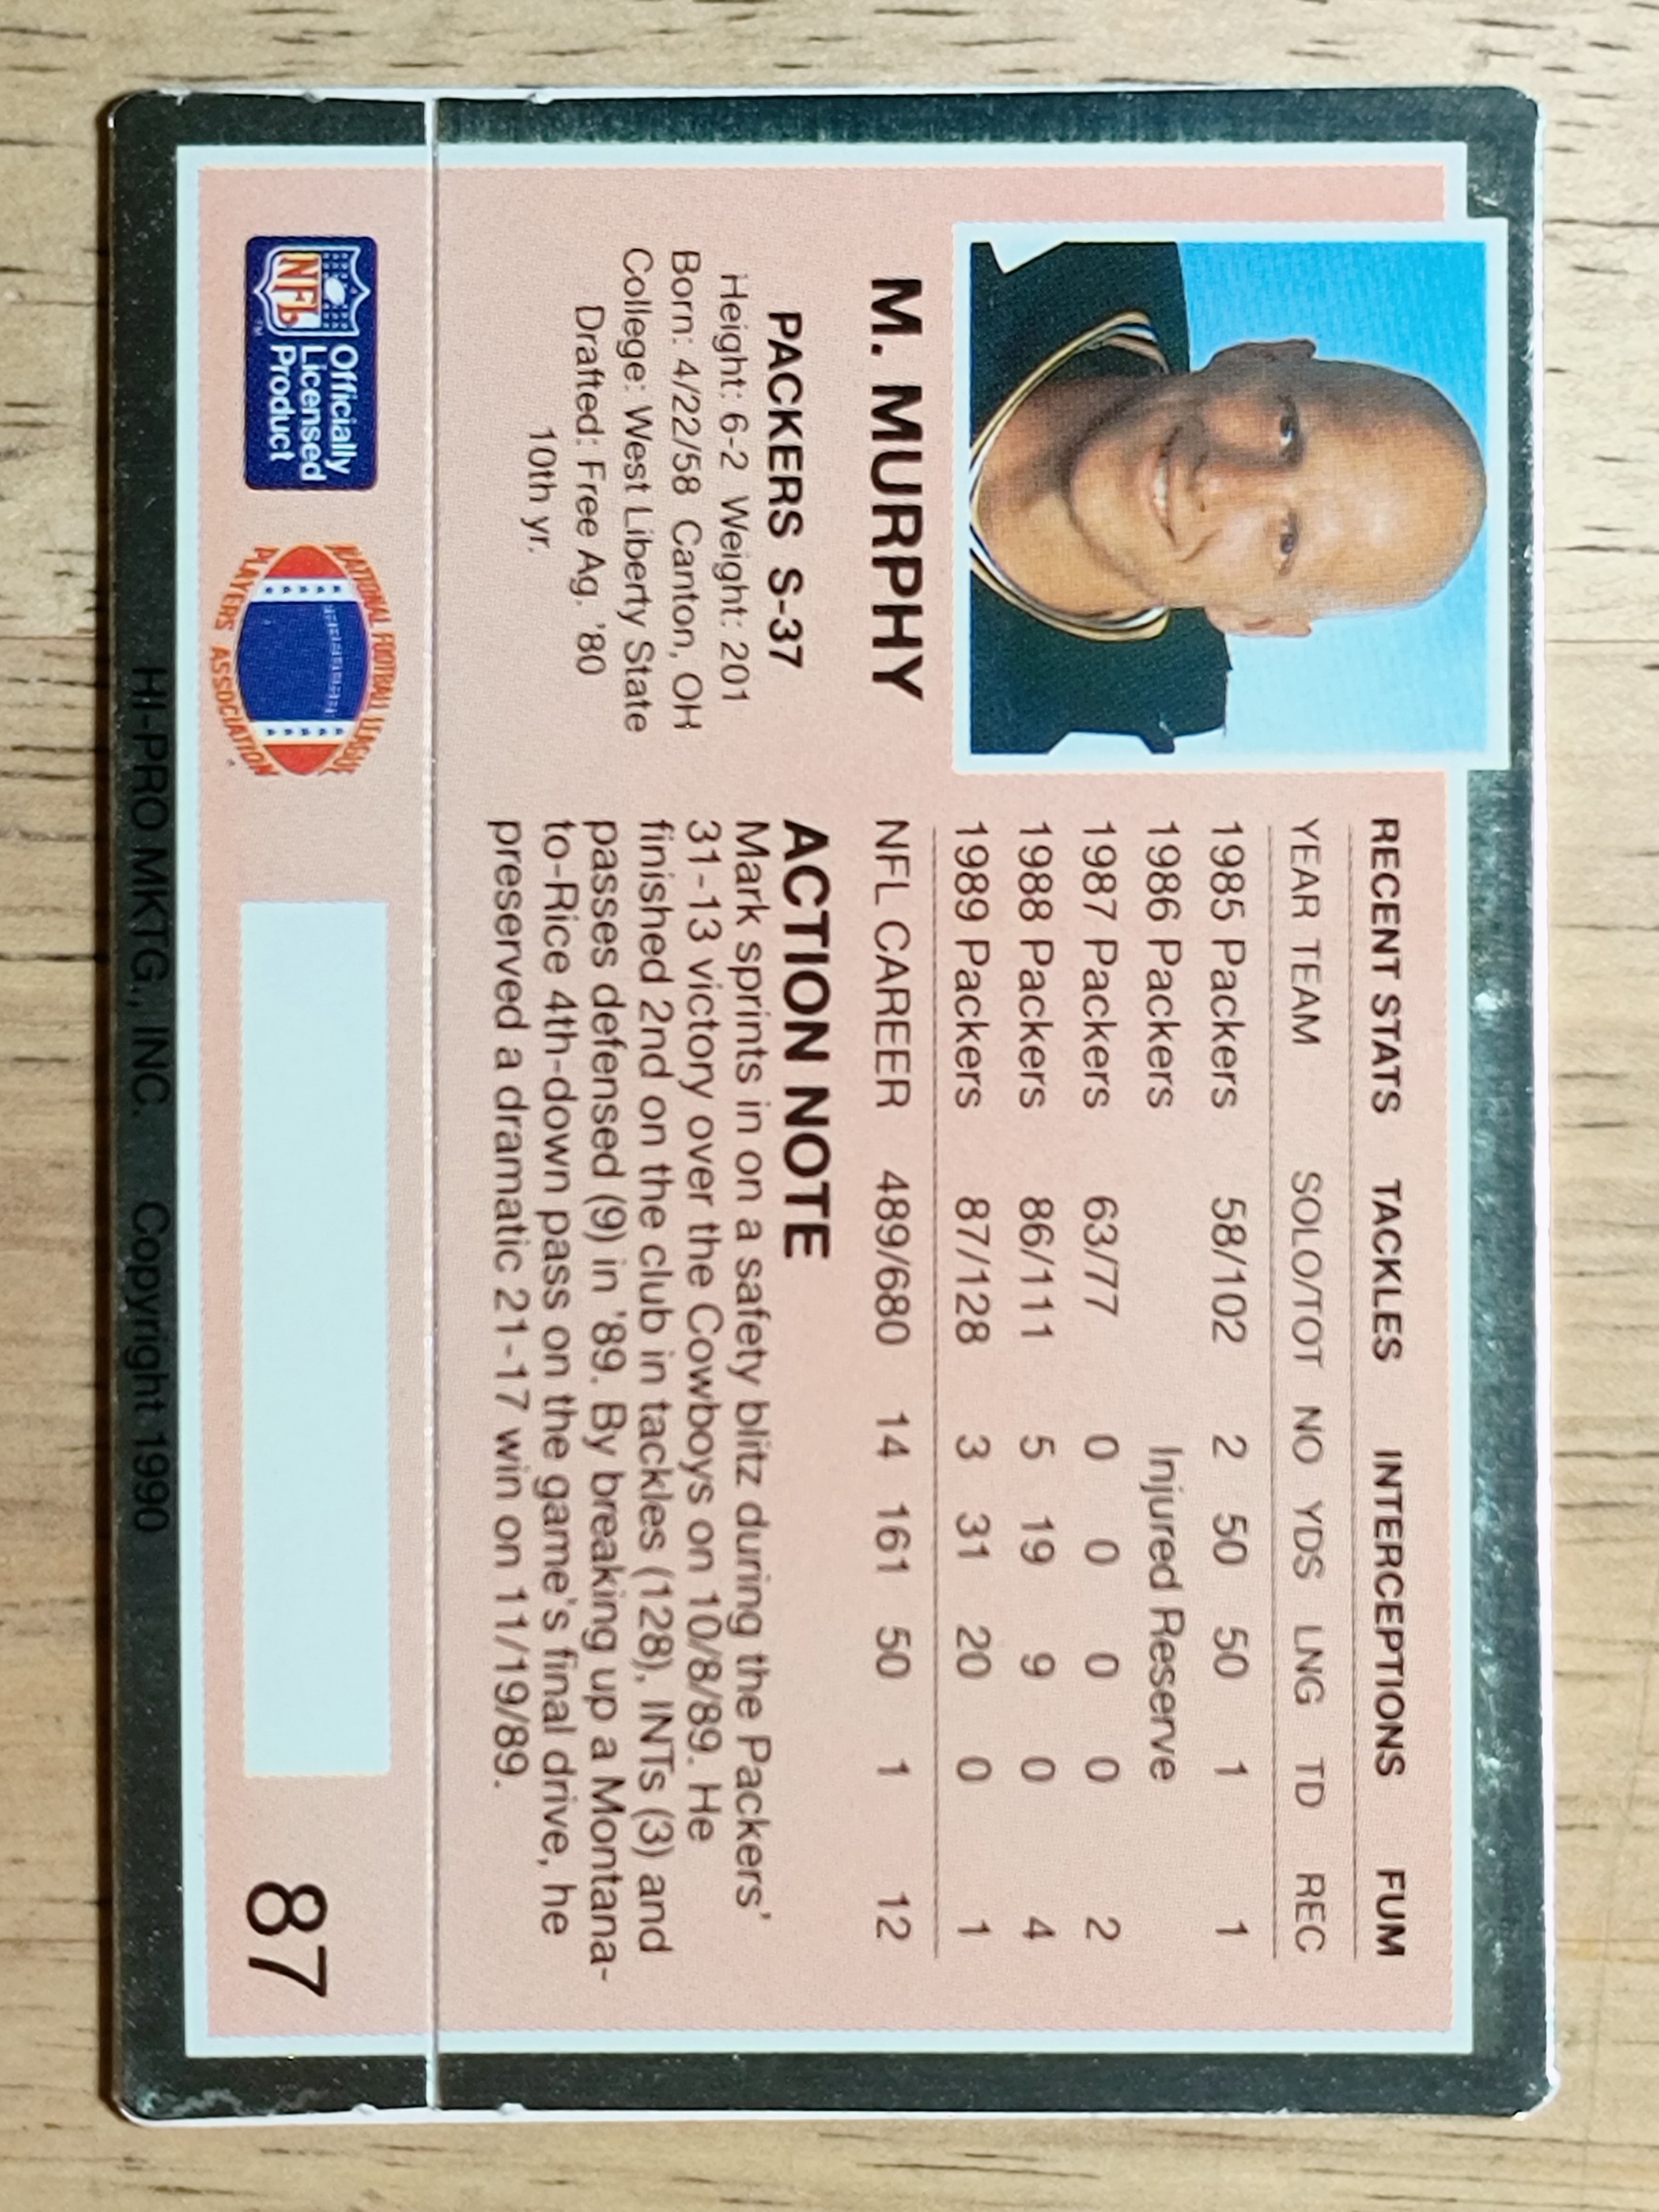 M. MURPHY
PACKERS S-37
Height: 6-2 Weight: 201
Born: 4/22/58 Canton, OH
College: West Liberty State
Drafted: Free Ag. '80
10th yr.
RECENT STATS TACKLES INTERCEPTIONS FUM
YEAR TEAM SOLO/TOT NO YDS LNG TD REC
1985 Packers 58/102 2 50 50 1 1
1986 Packers Injured Reserve
1987 Packers 63/77 0 0 0 0 2
1988 Packers 86/111 5 19 9 0 4
1989 Packers 87/128 3 31 20 0 1
NFL CAREER 489/680 14 161 50 1 12
ACTION NOTE
Mark sprints in on a safety blitz during the Packers'
31-13 victory over the Cowboys on 10/8/89. He
finished 2nd on the club in tackles (128), INTs (3) and
passes defensed (9) in '89. By breaking up a Montana-
to-Rice 4th-down pass on the game's final drive, he
preserved a dramatic 21-17 win on 11/19/89.
NFL TM
Officially
Licensed
Product
NATIONAL FOOTBALL LEAGUE
PLAYERS ASSOCIATION
87
HI-PRO MKTG., INC. Copyright 1990